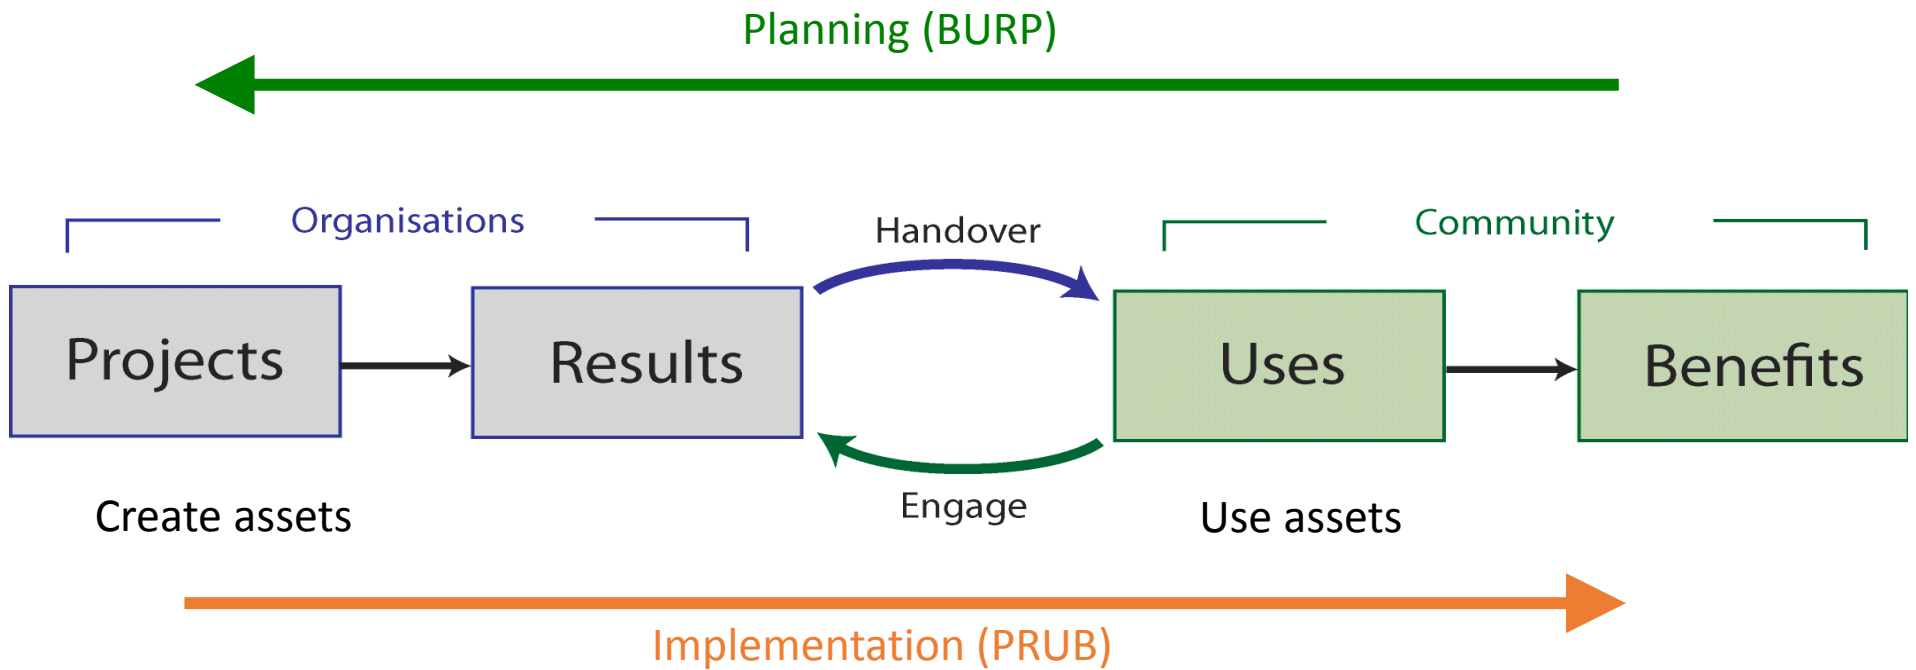 Planning (BURP)
Organisations
Handover
Community
Projects
Results
Uses
Benefits
Create assets
Engage
Use assets
Implementation (PRUB)